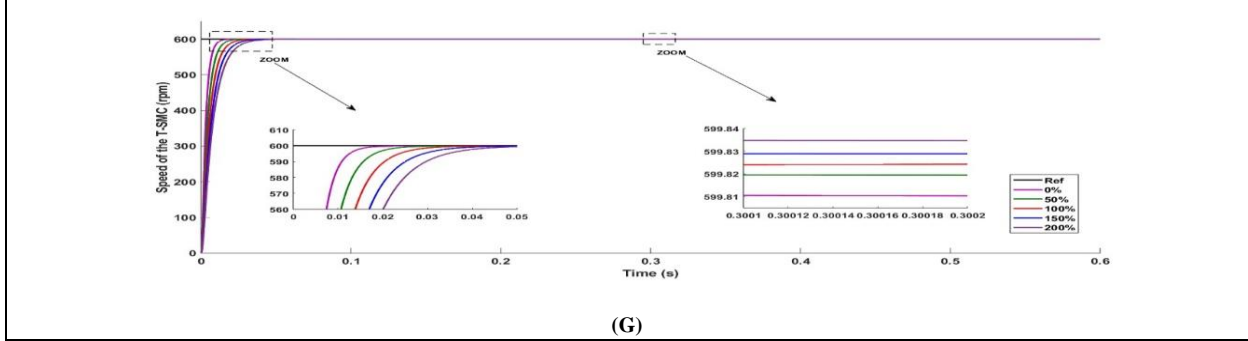 Speed of the T-SMC (rpm)
600
500
400
300
200
100
0
ZOOM
ZOOM
610
600
590
580
570
560
0 0.01 0.02 0.03 0.04 0.05
599.84
599.83
599.82
599.81
0.3001 0.30012 0.30014 0.30016 0.30018 0.3002
Ref
0%
50%
100%
150%
200%
0 0.1 0.2 0.3 0.4 0.5 0.6
Time (s)
(G)